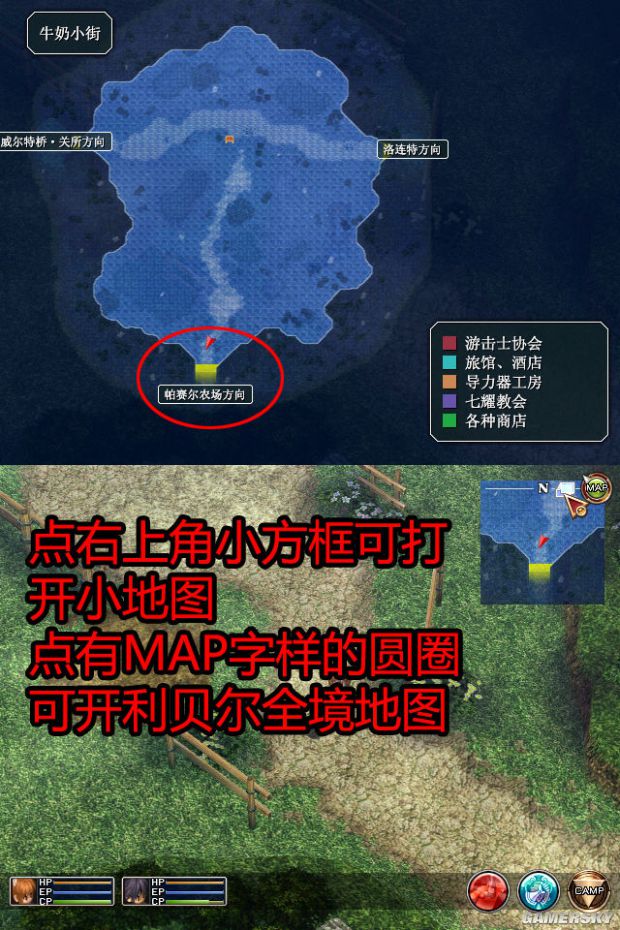 牛奶小街
威尔特桥·关所方向
洛连特方向
帕赛尔农场方向
游击士协会
旅馆、酒店
导力器工房
七耀教会
各种商店
N
MAP
点右上角小方框可打
开小地图
点有MAP字样的圆圈
可开利贝尔全境地图
HP
EP
CP
HP
EP
CP
CAMP
GAMERSKY